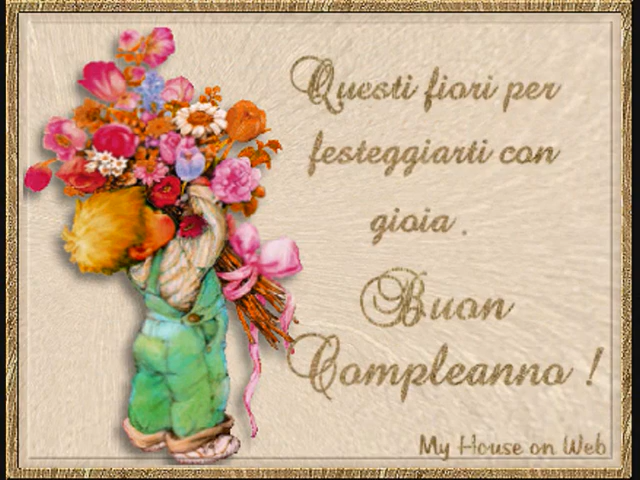 Questi fiori per
festeggiarti con
gioia .
Buon
Compleanno !
My House on Web